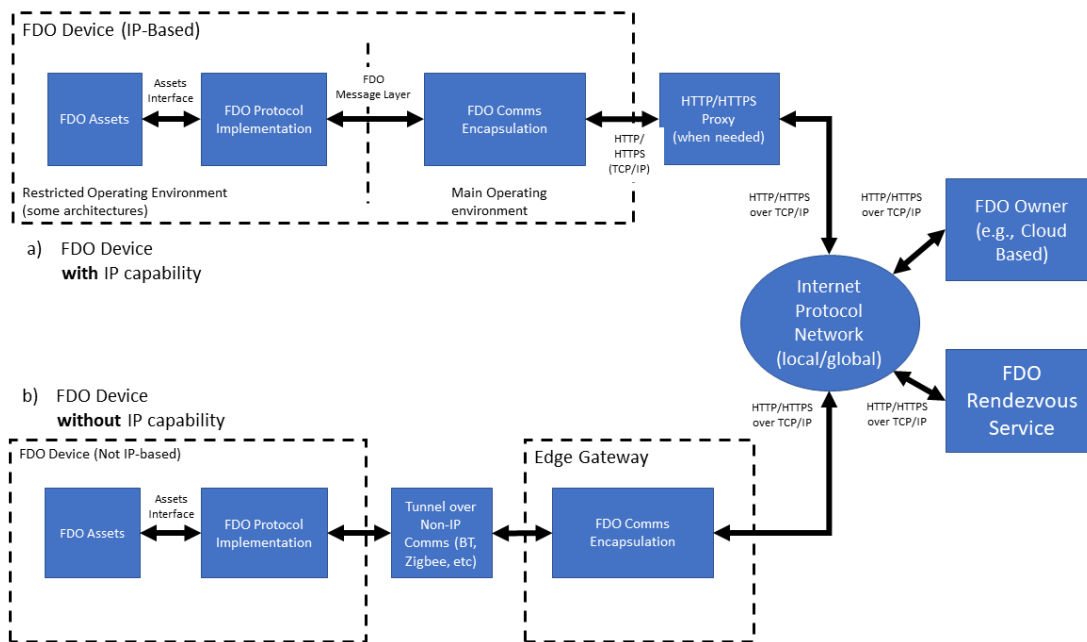 FDO Device (IP-Based)
FDO Assets
Assets
Interface
FDO Protocol
Implementation
FDO
Message Layer
FDO Comms
Encapsulation
HTTP/
HTTPS
(TCP/IP)
HTTP/HTTPS
Proxy
(when needed)
Restricted Operating Environment
(some architectures)
Main Operating
environment
a) FDO Device
with IP capability
HTTP/HTTPS
over TCP/IP
HTTP/HTTPS
over TCP/IP
FDO Owner
(e.g., Cloud
Based)
Internet
Protocol
Network
(local/global)
FDO
Rendezvous
Service
HTTP/HTTPS
over TCP/IP
HTTP/HTTPS
over TCP/IP
b) FDO Device
without IP capability
FDO Device (Not IP-based)
FDO Assets
Assets
Interface
FDO Protocol
Implementation
Tunnel over
Non-IP
Comms (BT,
Zigbee, etc)
Edge Gateway
FDO Comms
Encapsulation